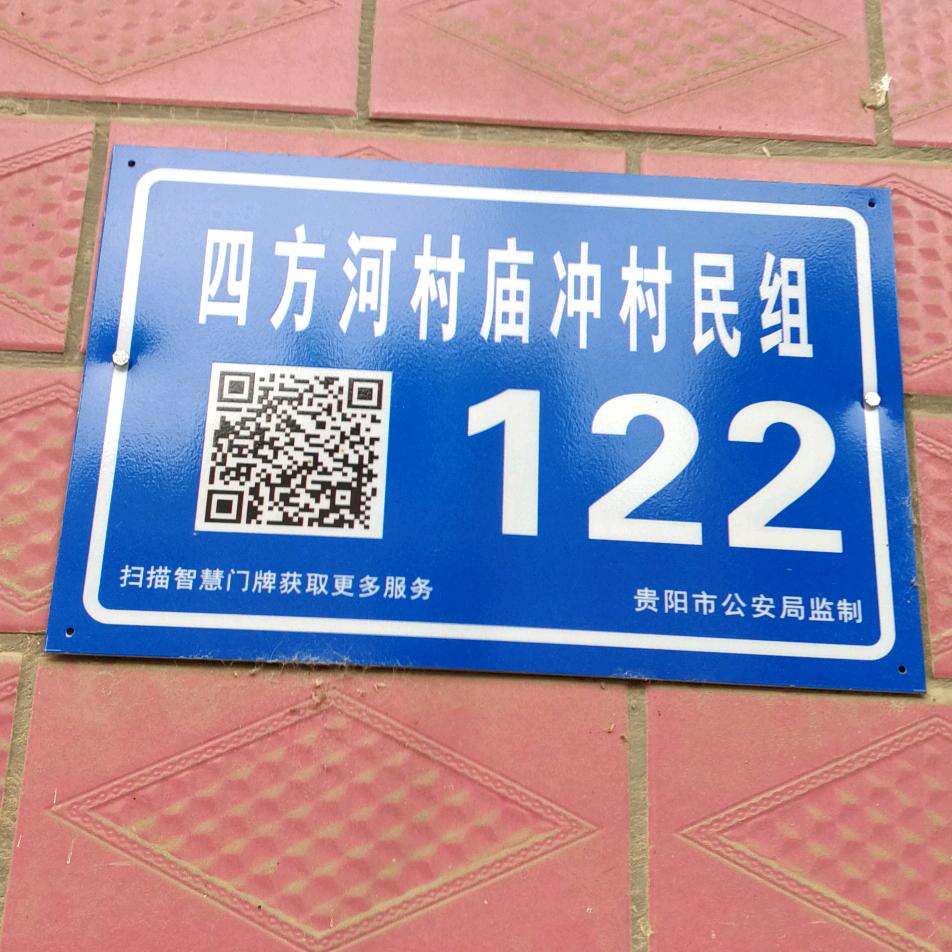 四方河村庙冲村民组
122
扫描智慧门牌获取更多服务
贵阳市公安局监制